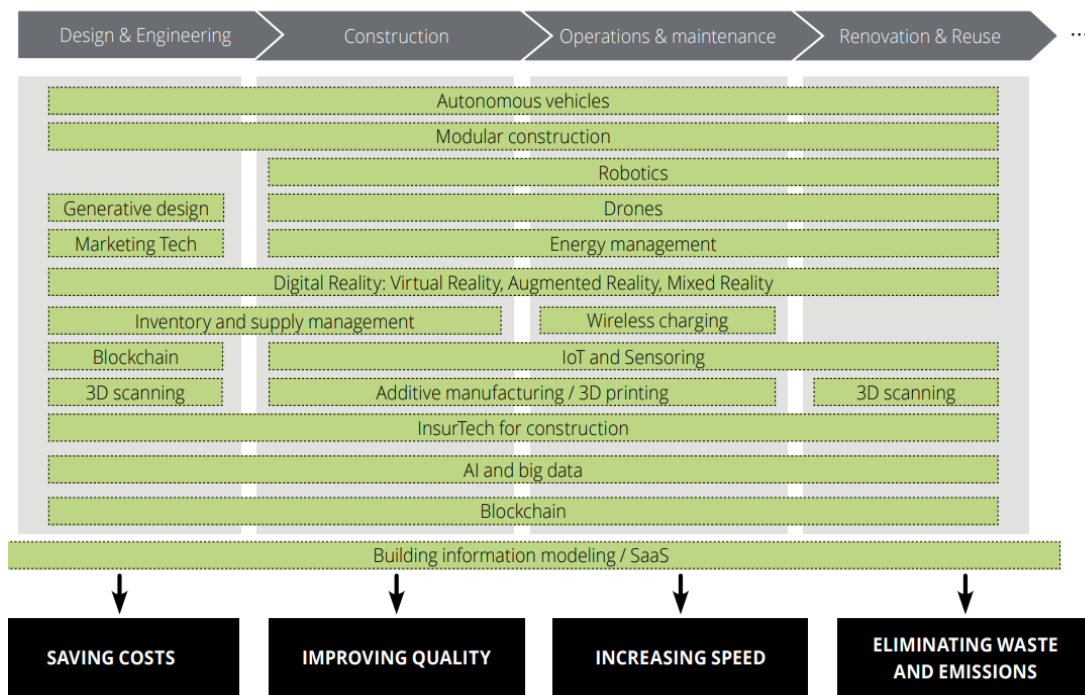 Design & Engineering
Construction
Operations & maintenance
Renovation & Reuse
...
Autonomous vehicles
Modular construction
Robotics
Generative design
Drones
Marketing Tech
Energy management
Digital Reality: Virtual Reality, Augmented Reality, Mixed Reality
Inventory and supply management
Wireless charging
Blockchain
IoT and Sensoring
3D scanning
Additive manufacturing / 3D printing
3D scanning
InsurTech for construction
AI and big data
Blockchain
Building information modeling / SaaS
SAVING COSTS
IMPROVING QUALITY
INCREASING SPEED
ELIMINATING WASTE
AND EMISSIONS